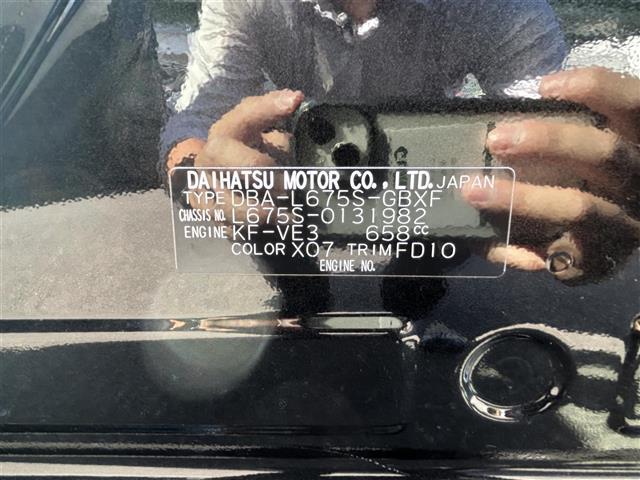 DAIHATSU MOTOR CO., LTD. JAPAN
TYPE DBA-L675S-GBXF
CHASSIS NO. L675S-0131982
ENGINE KF-VE3 658cc
COLOR X07 TRIM FD10
ENGINE NO.